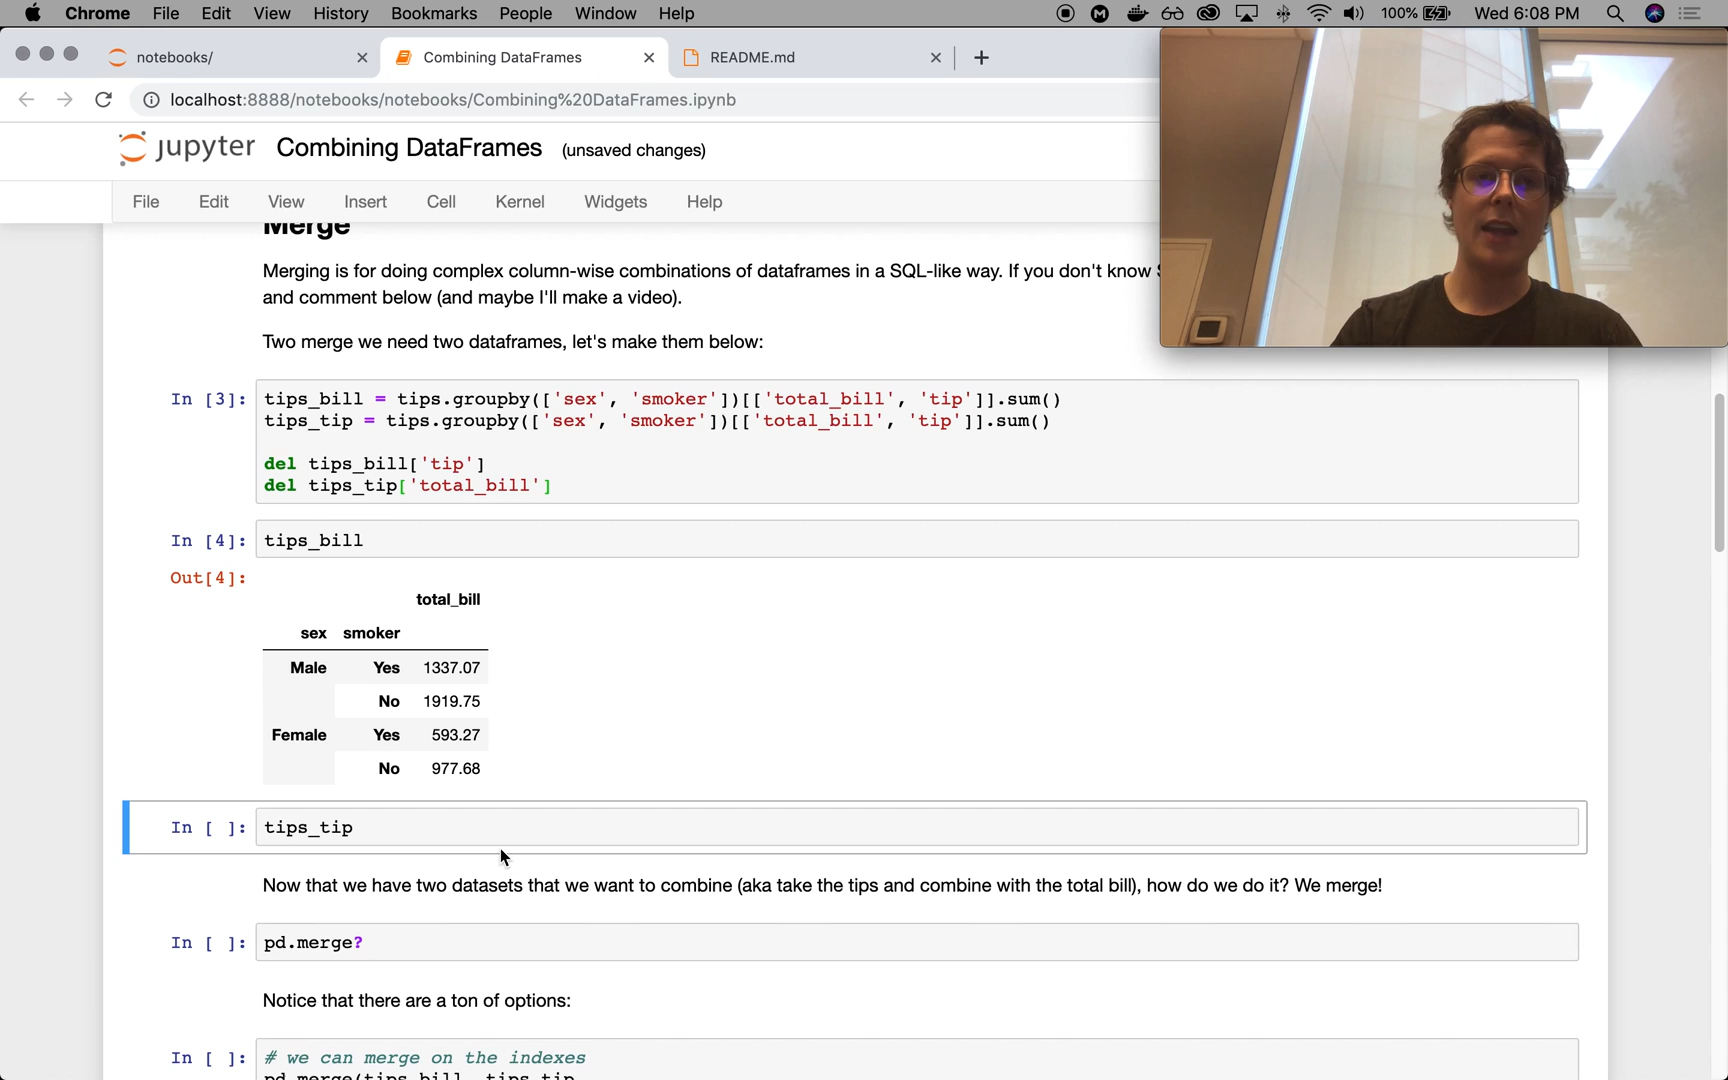 Chrome File Edit View History Bookmarks People Window Help 100% Wed 6:08 PM
notebooks/ Combining DataFrames README.md
localhost:8888/notebooks/notebooks/Combining%20DataFrames.ipynb
jupyter Combining DataFrames (unsaved changes)
File Edit View Insert Cell Kernel Widgets Help
Merge
Merging is for doing complex column-wise combinations of dataframes in a SQL-like way. If you don't know
and comment below (and maybe I'll make a video).
Two merge we need two dataframes, let's make them below:
In [3]: tips_bill = tips.groupby(['sex', 'smoker'])[['total_bill', 'tip']].sum()
tips_tip = tips.groupby(['sex', 'smoker'])[['total_bill', 'tip']].sum()
del tips_bill['tip']
del tips_tip['total_bill']
In [4]: tips_bill
Out[4]:
total_bill
sex smoker
Male Yes 1337.07
No 1919.75
Female Yes 593.27
No 977.68
In [ ]: tips_tip
Now that we have two datasets that we want to combine (aka take the tips and combine with the total bill), how do we do it? We merge!
In [ ]: pd.merge?
Notice that there are a ton of options:
In [ ]: # we can merge on the indexes
pd.merge(tips_bill, tips_tip